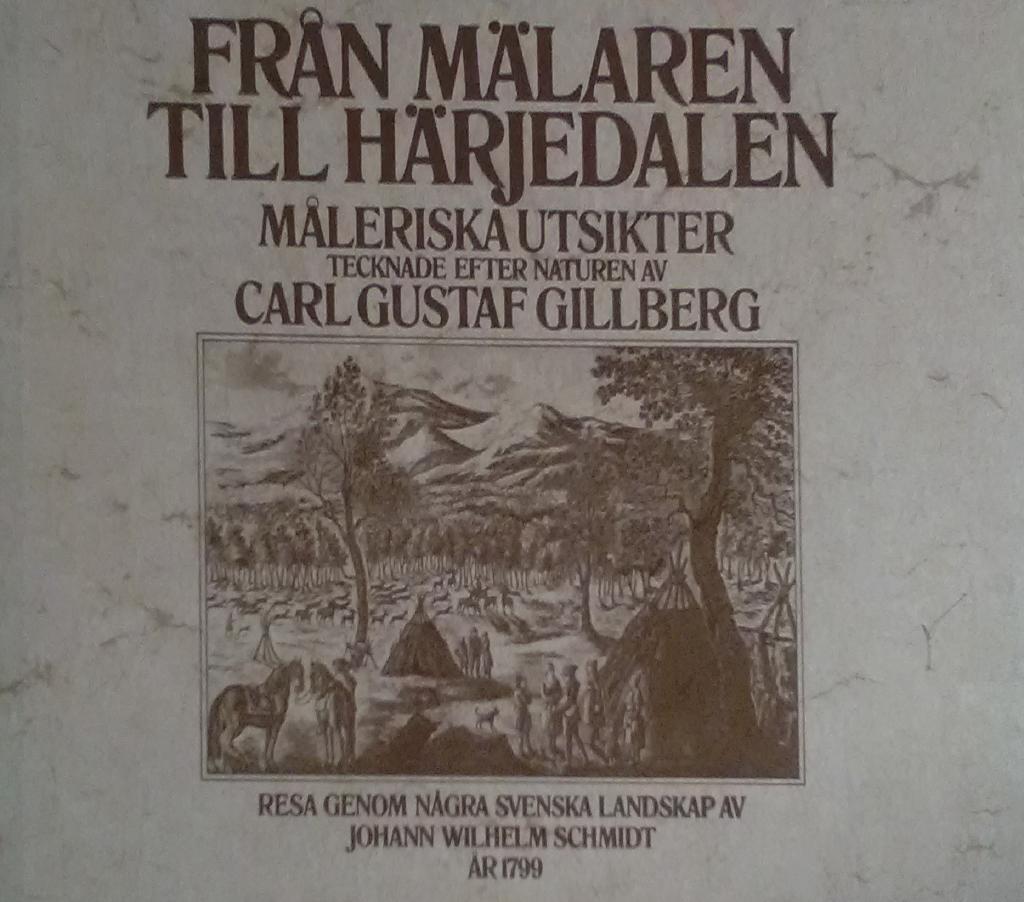 FRÅN MÄLAREN
TILL HÄRJEDALEN
MÅLERISKA UTSIKTER
TECKNADE EFTER NATUREN AV
CARL GUSTAF GILLBERG
RESA GENOM NÅGRA SVENSKA LANDSKAP AV
JOHANN WILHELM SCHMIDT
ÅR 1799